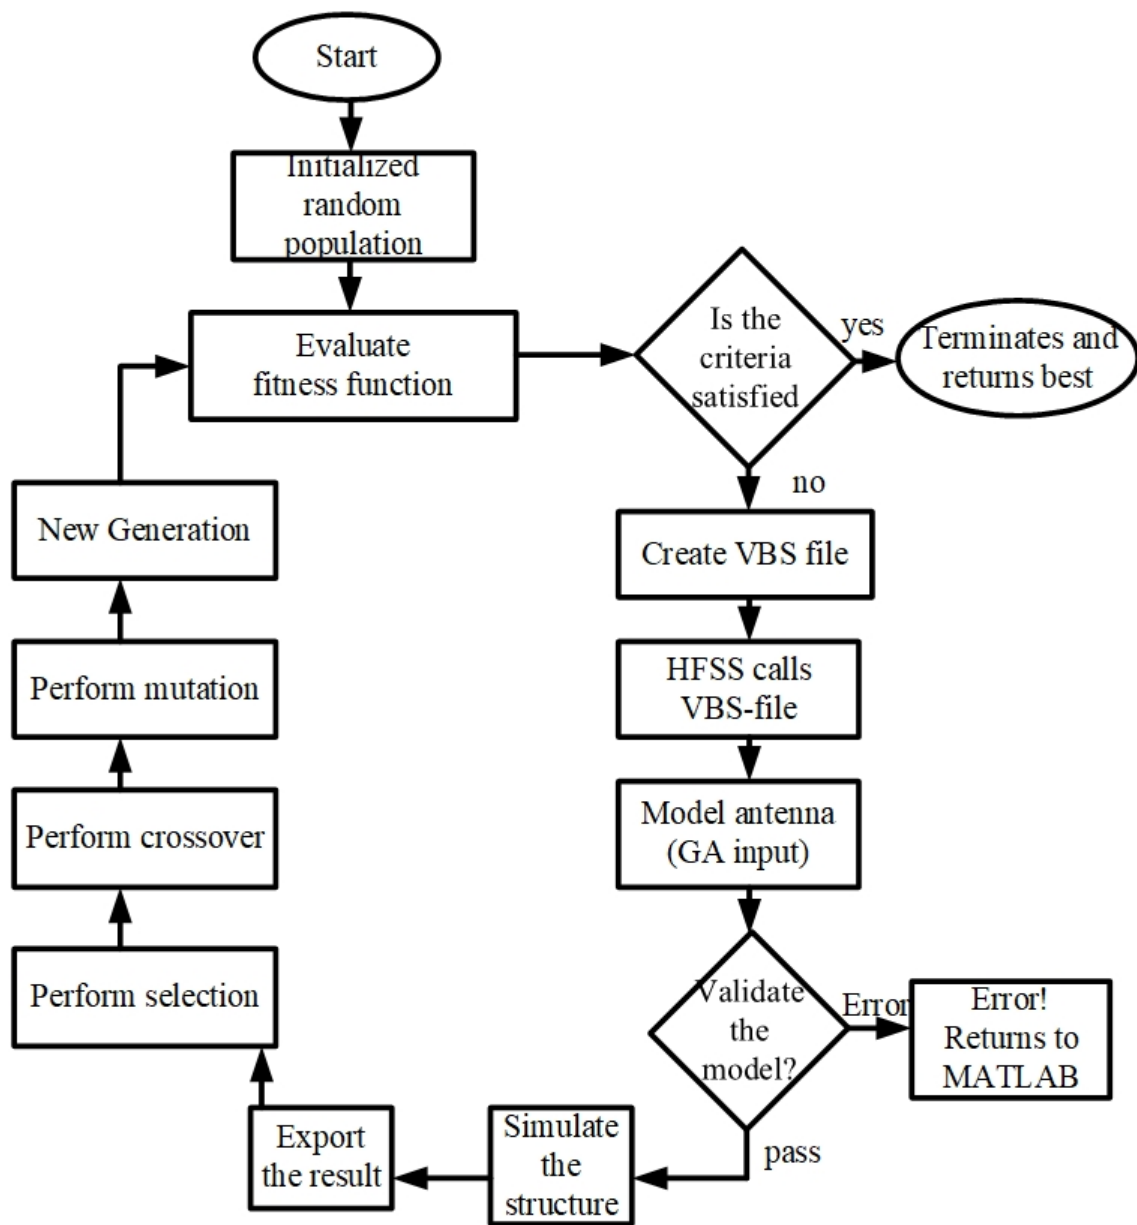 Start
Initialized
random
population
Evaluate
fitness function
Is the
criteria
satisfied
yes
Terminates and
returns best
no
Create VBS file
HFSS calls
VBS-file
Model antenna
(GA input)
Validate
the
model?
Error
Error!
Returns to
MATLAB
pass
Simulate
the
structure
Export
the result
Perform selection
Perform crossover
Perform mutation
New Generation